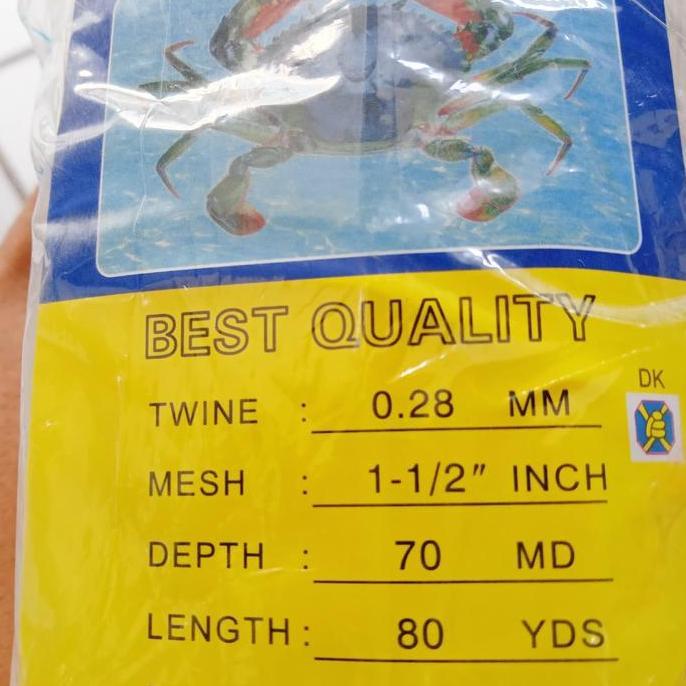 BEST QUALITY
DK
TWINE : 0.28 MM
MESH : 1-1/2" INCH
DEPTH : 70 MD
LENGTH : 80 YDS